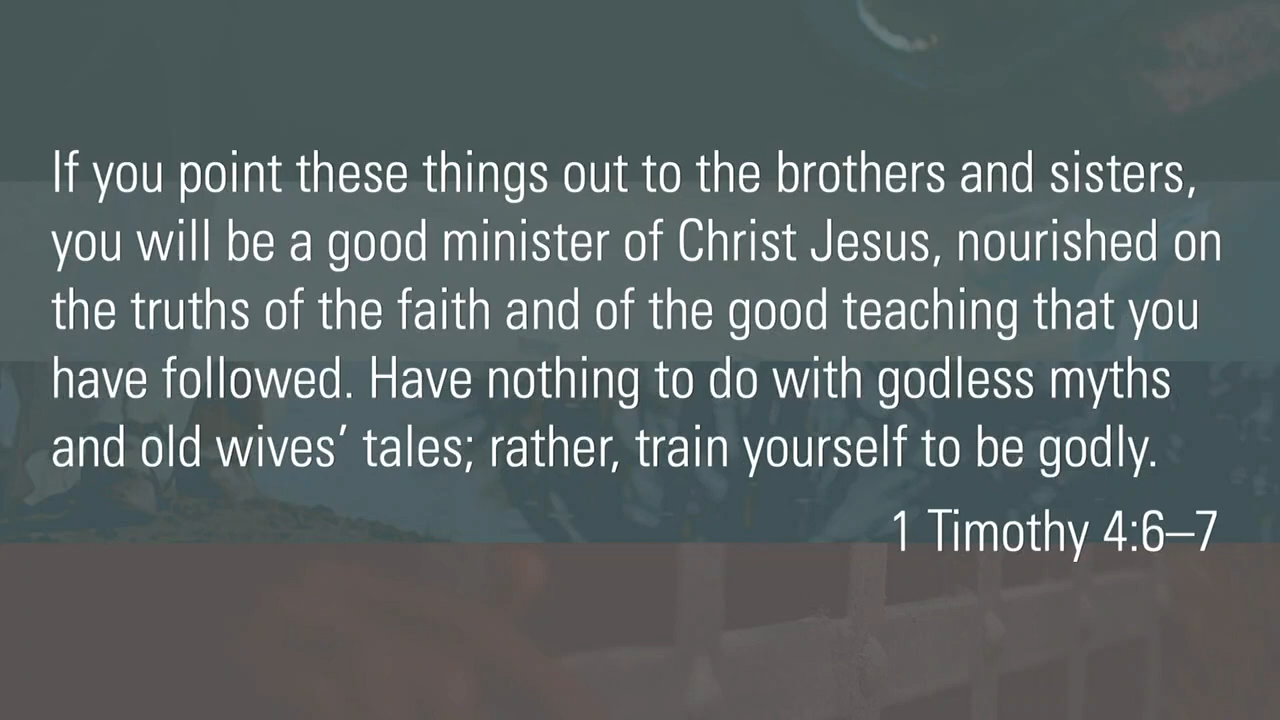 If you point these things out to the brothers and sisters,
you will be a good minister of Christ Jesus, nourished on
the truths of the faith and of the good teaching that you
have followed. Have nothing to do with godless myths
and old wives’ tales; rather, train yourself to be godly.
1 Timothy 4:6–7